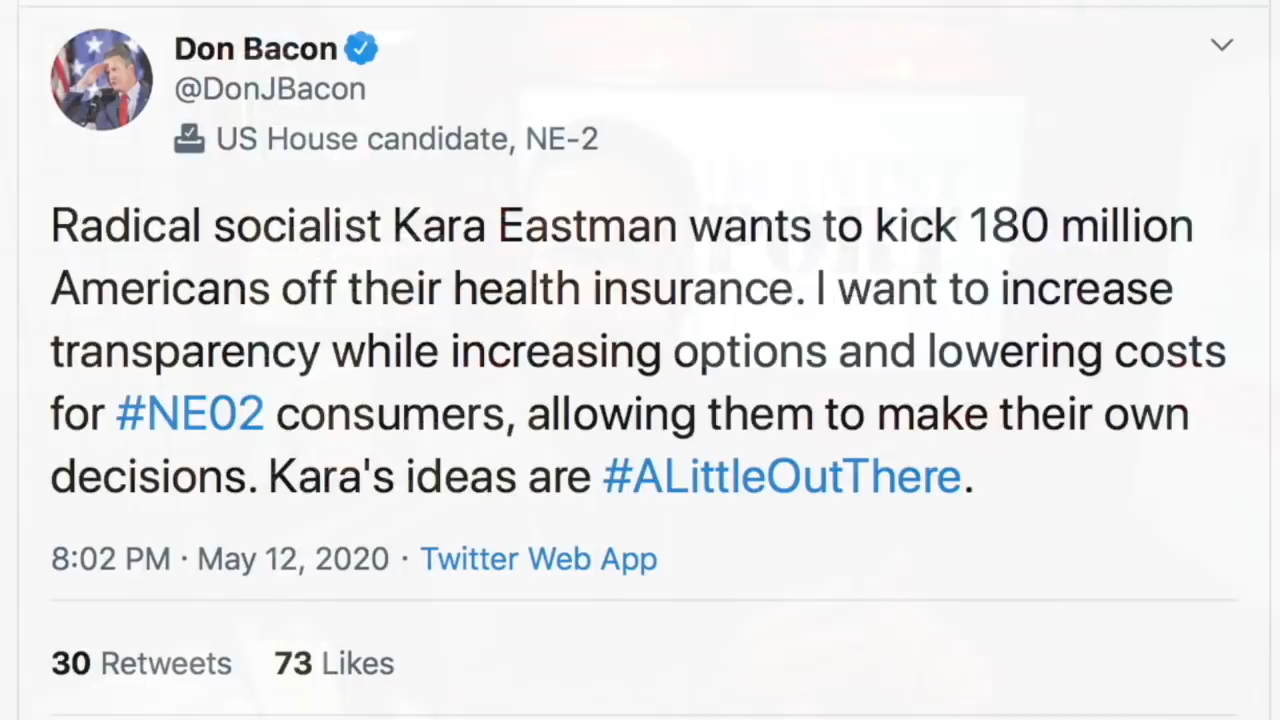 Don Bacon
@DonJBacon
US House candidate, NE-2
Radical socialist Kara Eastman wants to kick 180 million
Americans off their health insurance. I want to increase
transparency while increasing options and lowering costs
for #NE02 consumers, allowing them to make their own
decisions. Kara's ideas are #ALittleOutThere.
8:02 PM · May 12, 2020 · Twitter Web App
30 Retweets 73 Likes